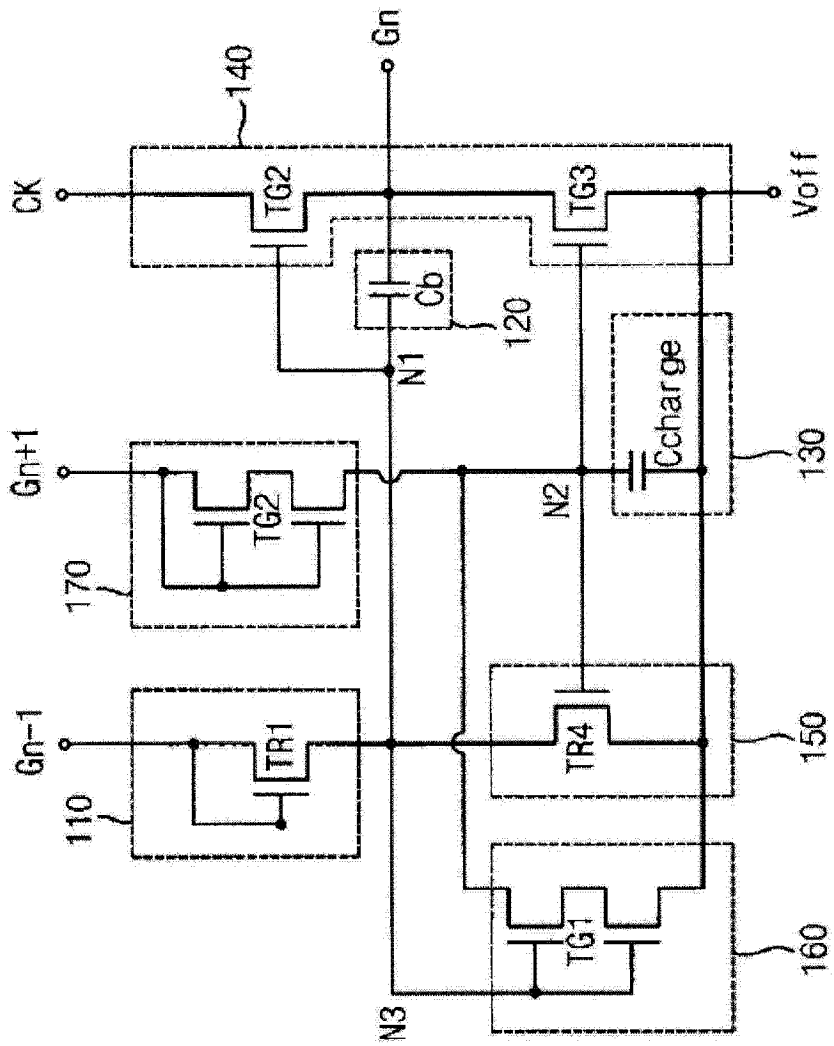 CK
140
Gn
TG2
TG3
Voff
Cb
120
N1
Gn+1
170
TG2
N2
Ccharge
130
Gn-1
110
TR1
TR4
150
N3
TG1
160